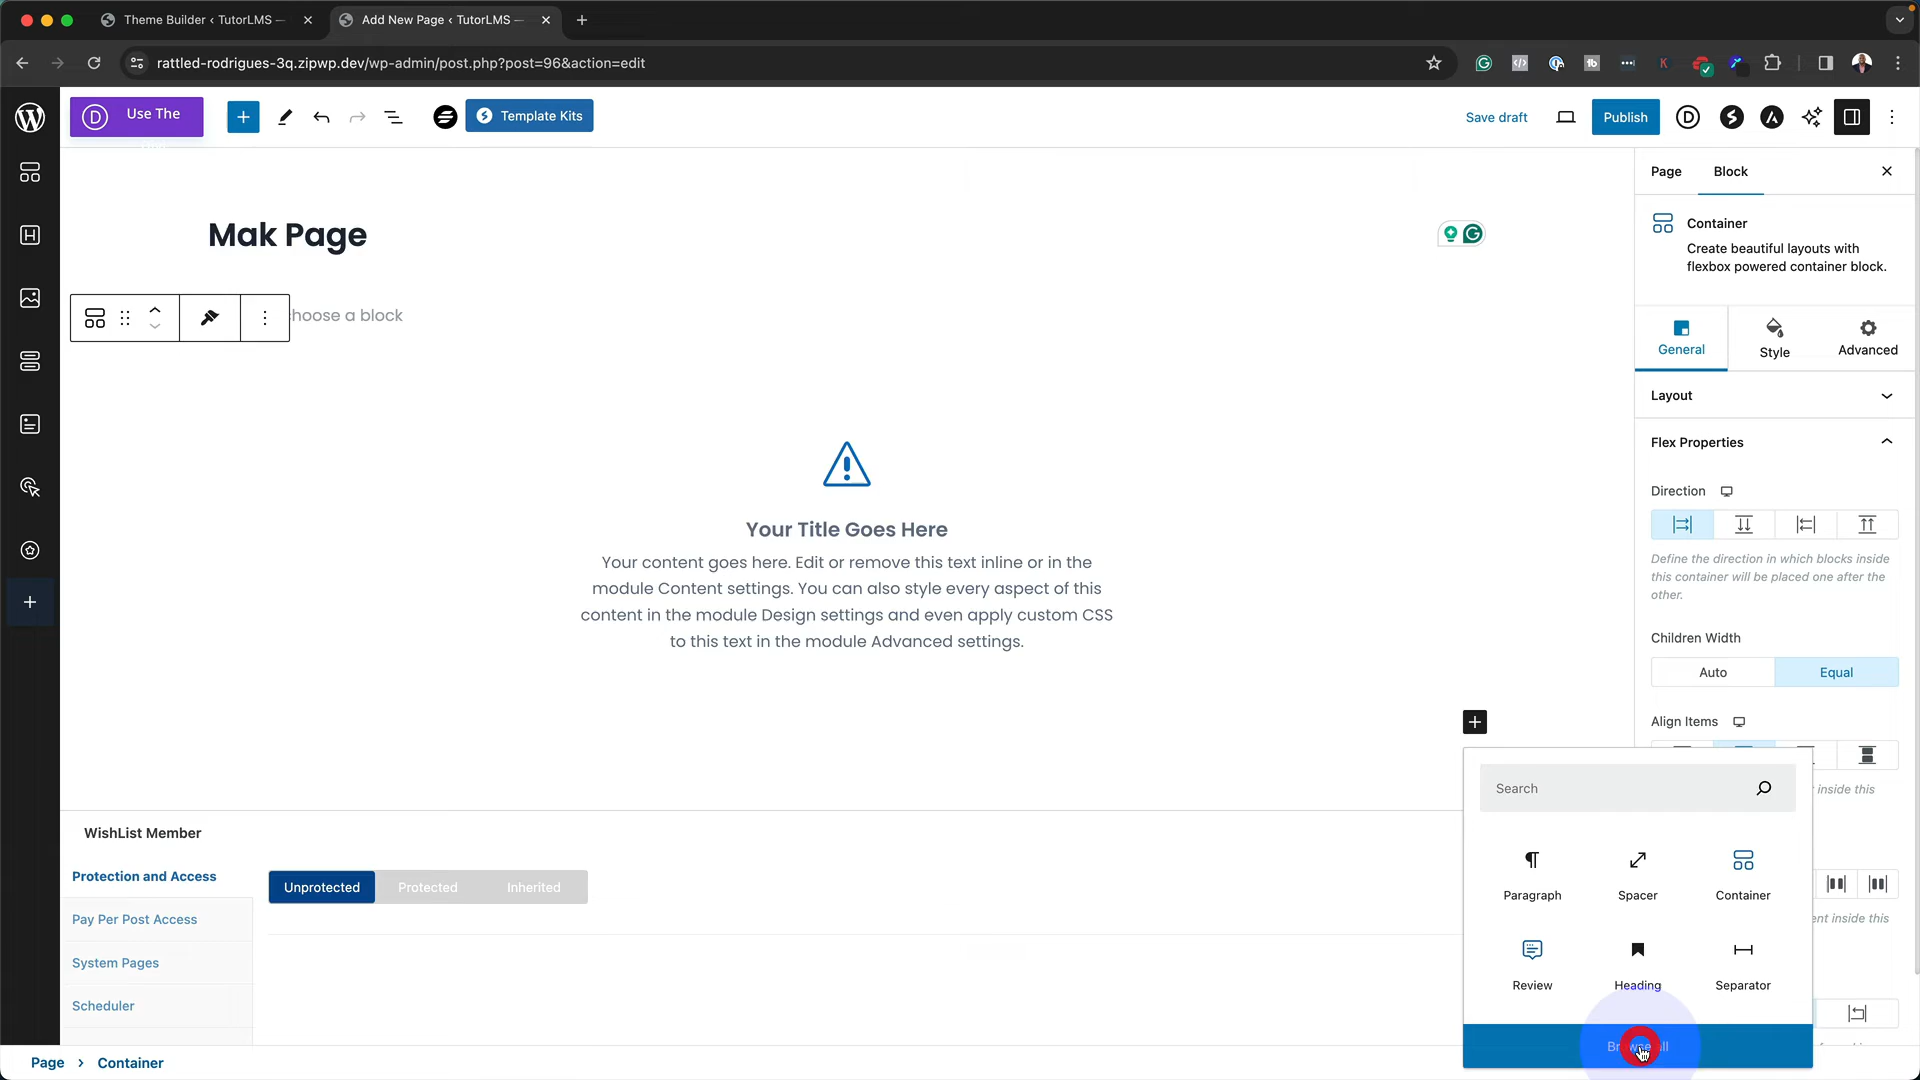 Theme Builder ‹ TutorLMS —
Add New Page ‹ TutorLMS —
rattled-rodrigues-3q.zipwp.dev/wp-admin/post.php?post=96&action=edit
Use The
Template Kits
Save draft
Publish
Page
Block
Mak Page
Container
Create beautiful layouts with
flexbox powered container block.
choose a block
General
Style
Advanced
Layout
Flex Properties
Direction
Your Title Goes Here
Your content goes here. Edit or remove this text inline or in the
module Content settings. You can also style every aspect of this
content in the module Design settings and even apply custom CSS
to this text in the module Advanced settings.
Define the direction in which blocks inside
this container will be placed one after the
other.
Children Width
Auto
Equal
Align Items
Search
inside this
WishList Member
Protection and Access
Unprotected
Protected
Inherited
Paragraph
Spacer
Container
Pay Per Post Access
ent inside this
System Pages
Review
Heading
Separator
Scheduler
Page
Container